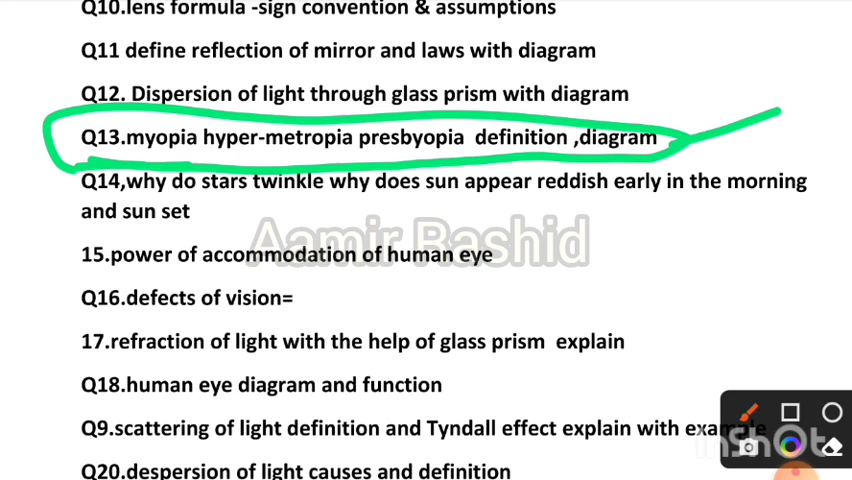 Q10.lens formula -sign convention & assumptions
Q11 define reflection of mirror and laws with diagram
Q12. Dispersion of light through glass prism with diagram
Q13.myopia hyper-metropia presbyopia definition ,diagram
Q14,why do stars twinkle why does sun appear reddish early in the morning
and sun set
Aamir Rashid
15.power of accommodation of human eye
Q16.defects of vision=
17.refraction of light with the help of glass prism explain
Q18.human eye diagram and function
Q9.scattering of light definition and Tyndall effect explain with example
InShOt
Q20.despersion of light causes and definition